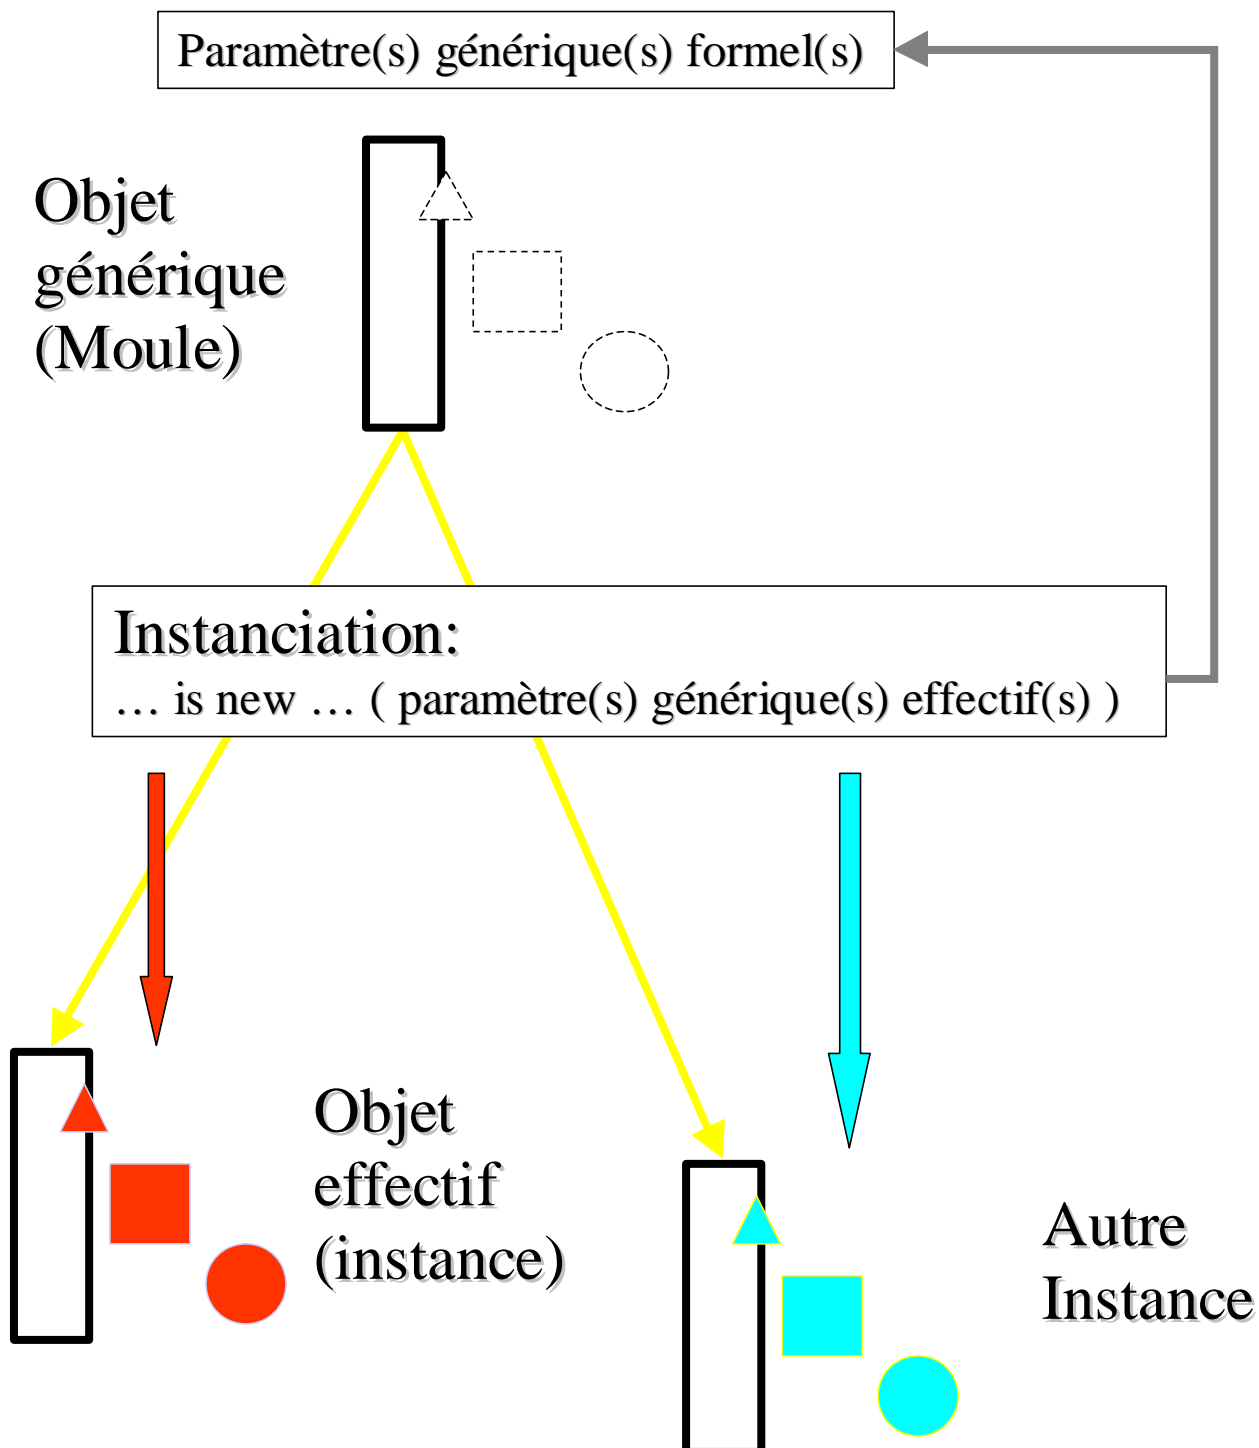 Paramètre(s) générique(s) formel(s)
Objet
générique
(Moule)
Instanciation:
… is new … ( paramètre(s) générique(s) effectif(s) )
Objet
effectif
(instance)
Autre
Instance